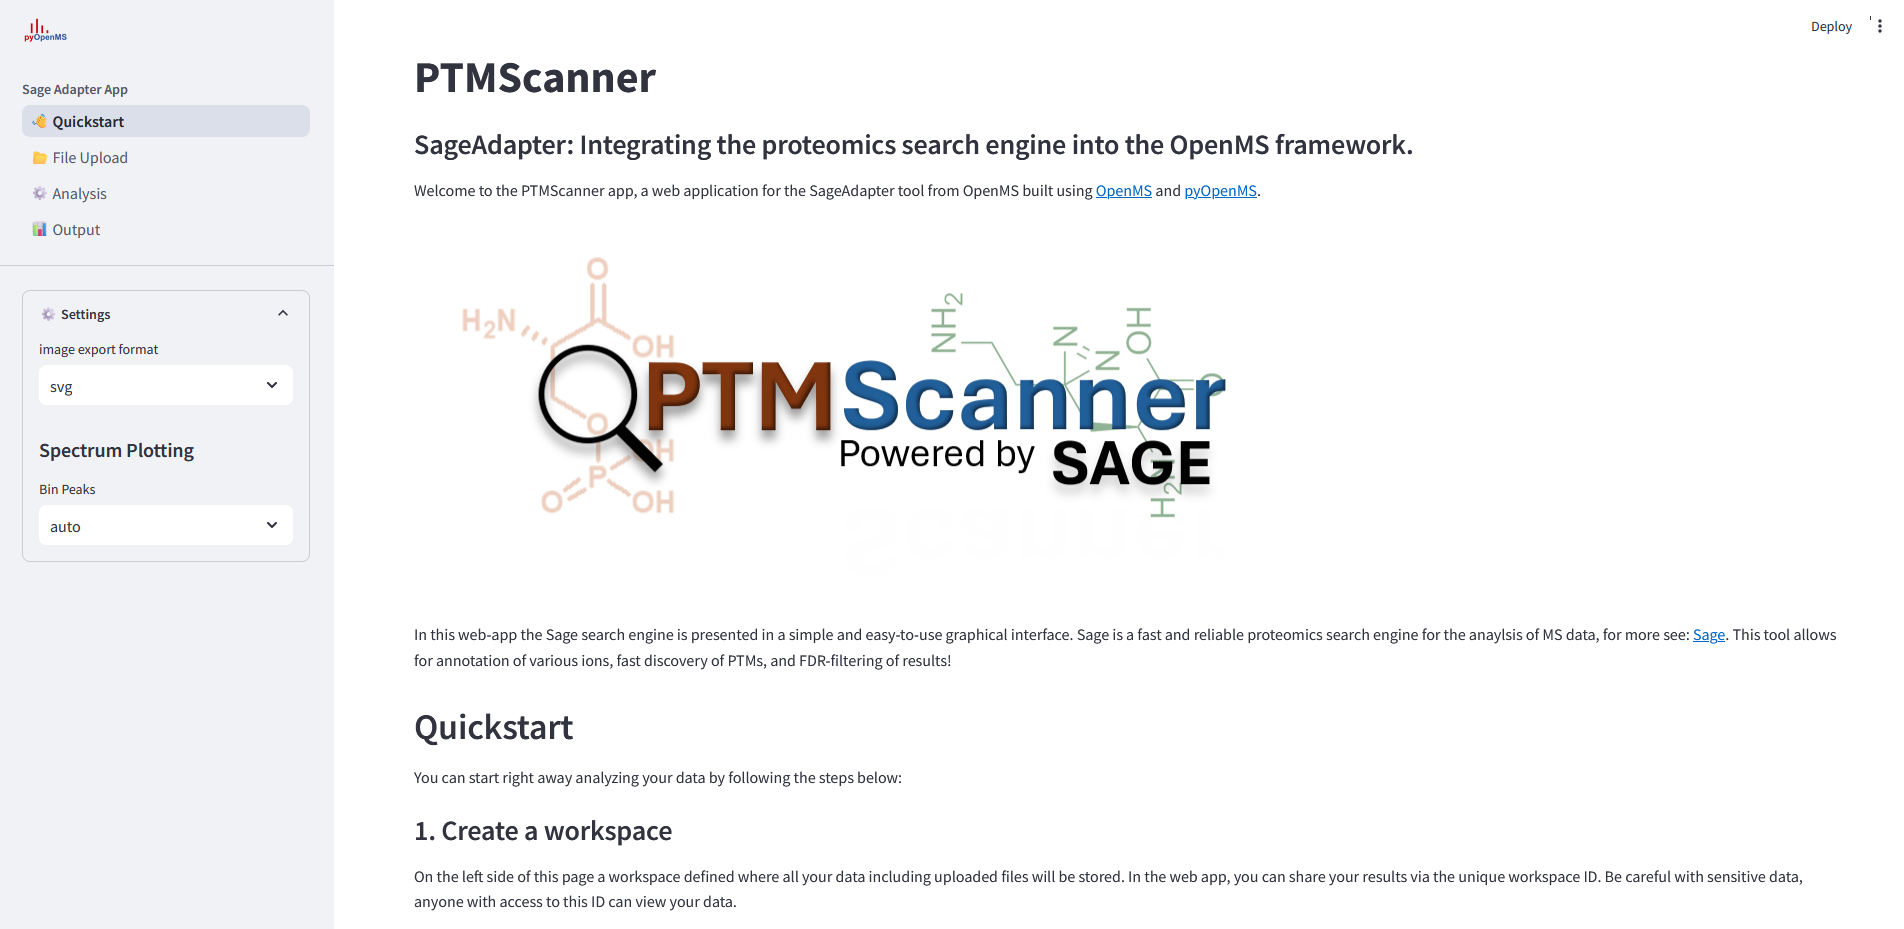 pyOpenMS
Deploy
Sage Adapter App
Quickstart
File Upload
Analysis
Output
Settings
image export format
svg
Spectrum Plotting
Bin Peaks
auto
PTMScanner
SageAdapter: Integrating the proteomics search engine into the OpenMS framework.
Welcome to the PTMScanner app, a web application for the SageAdapter tool from OpenMS built using OpenMS and pyOpenMS.
O
H2N
OH
O
P
OH
O
OH
NH2
N
N
OH
O
H2N
PTMScanner
Powered by SAGE
In this web-app the Sage search engine is presented in a simple and easy-to-use graphical interface. Sage is a fast and reliable proteomics search engine for the anaylsis of MS data, for more see: Sage. This tool allows
for annotation of various ions, fast discovery of PTMs, and FDR-filtering of results!
Quickstart
You can start right away analyzing your data by following the steps below:
1. Create a workspace
On the left side of this page a workspace defined where all your data including uploaded files will be stored. In the web app, you can share your results via the unique workspace ID. Be careful with sensitive data,
anyone with access to this ID can view your data.